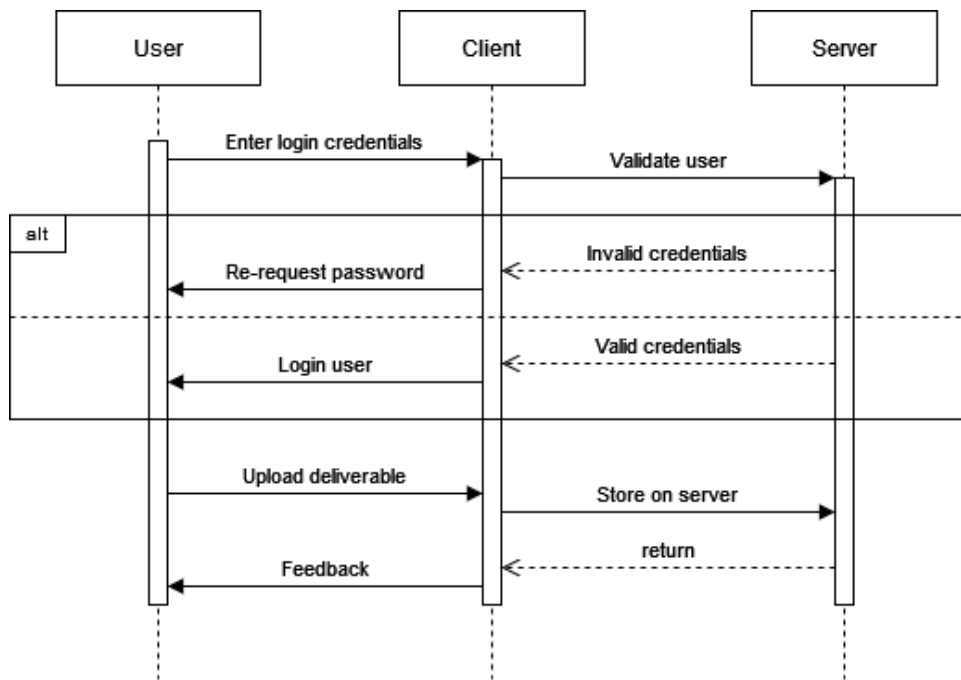 User
Client
Server
Enter login credentials
Validate user
alt
Invalid credentials
Re-request password
Valid credentials
Login user
Upload deliverable
Store on server
return
Feedback